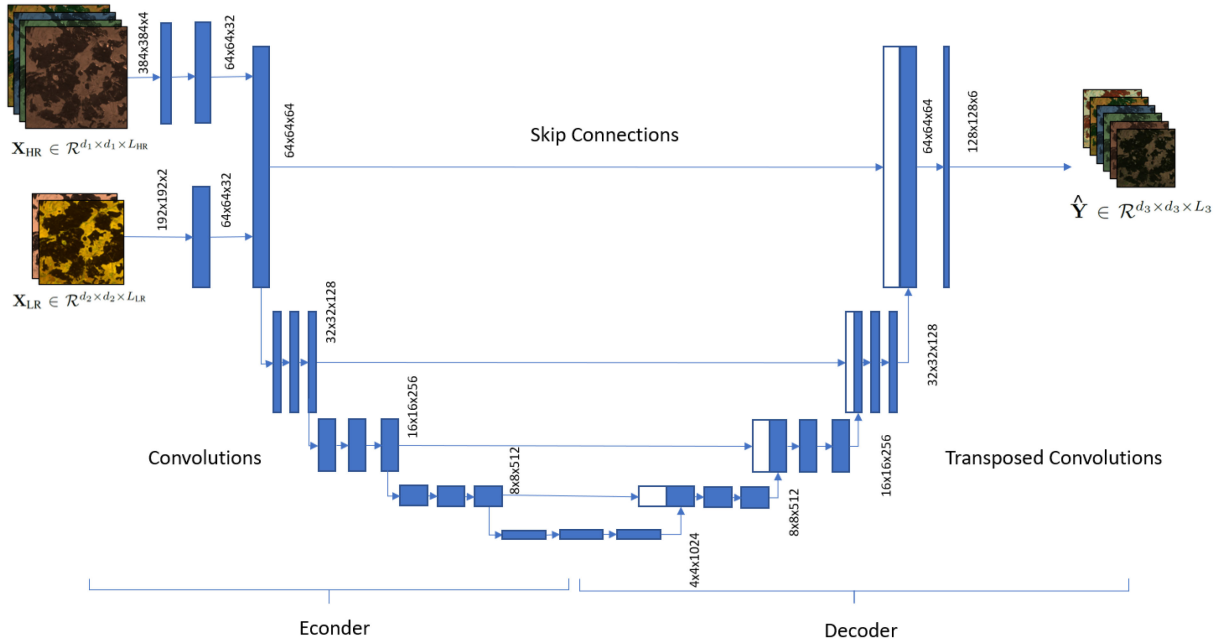 384x384x4
64x64x32
X_HR ∈ R^{d_1×d_1×L_HR}
192x192x2
64x64x32
X_LR ∈ R^{d_2×d_2×L_LR}
64x64x64
Skip Connections
64x64x64
128x128x6
Ŷ ∈ R^{d_3×d_3×L_3}
32x32x128
32x32x128
16x16x256
16x16x256
Convolutions
Transposed Convolutions
8x8x512
8x8x512
4x4x1024
Econder
Decoder